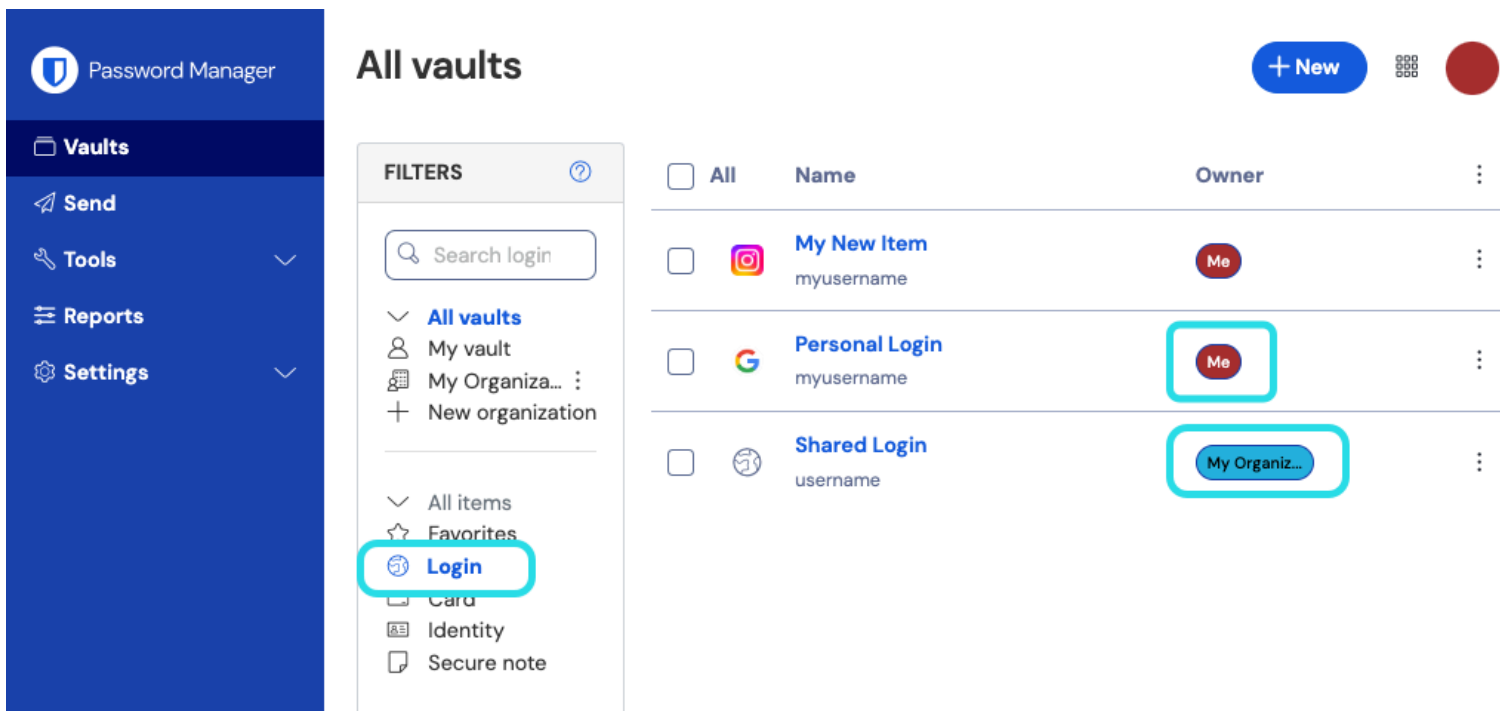 Password Manager
Vaults
Send
Tools
Reports
Settings
All vaults
New
FILTERS
Search login
All vaults
My vault
My Organiza...
New organization
All items
Favorites
Login
Card
Identity
Secure note
All Name Owner
My New Item
myusername
Me
Personal Login
myusername
Me
Shared Login
username
My Organiz...